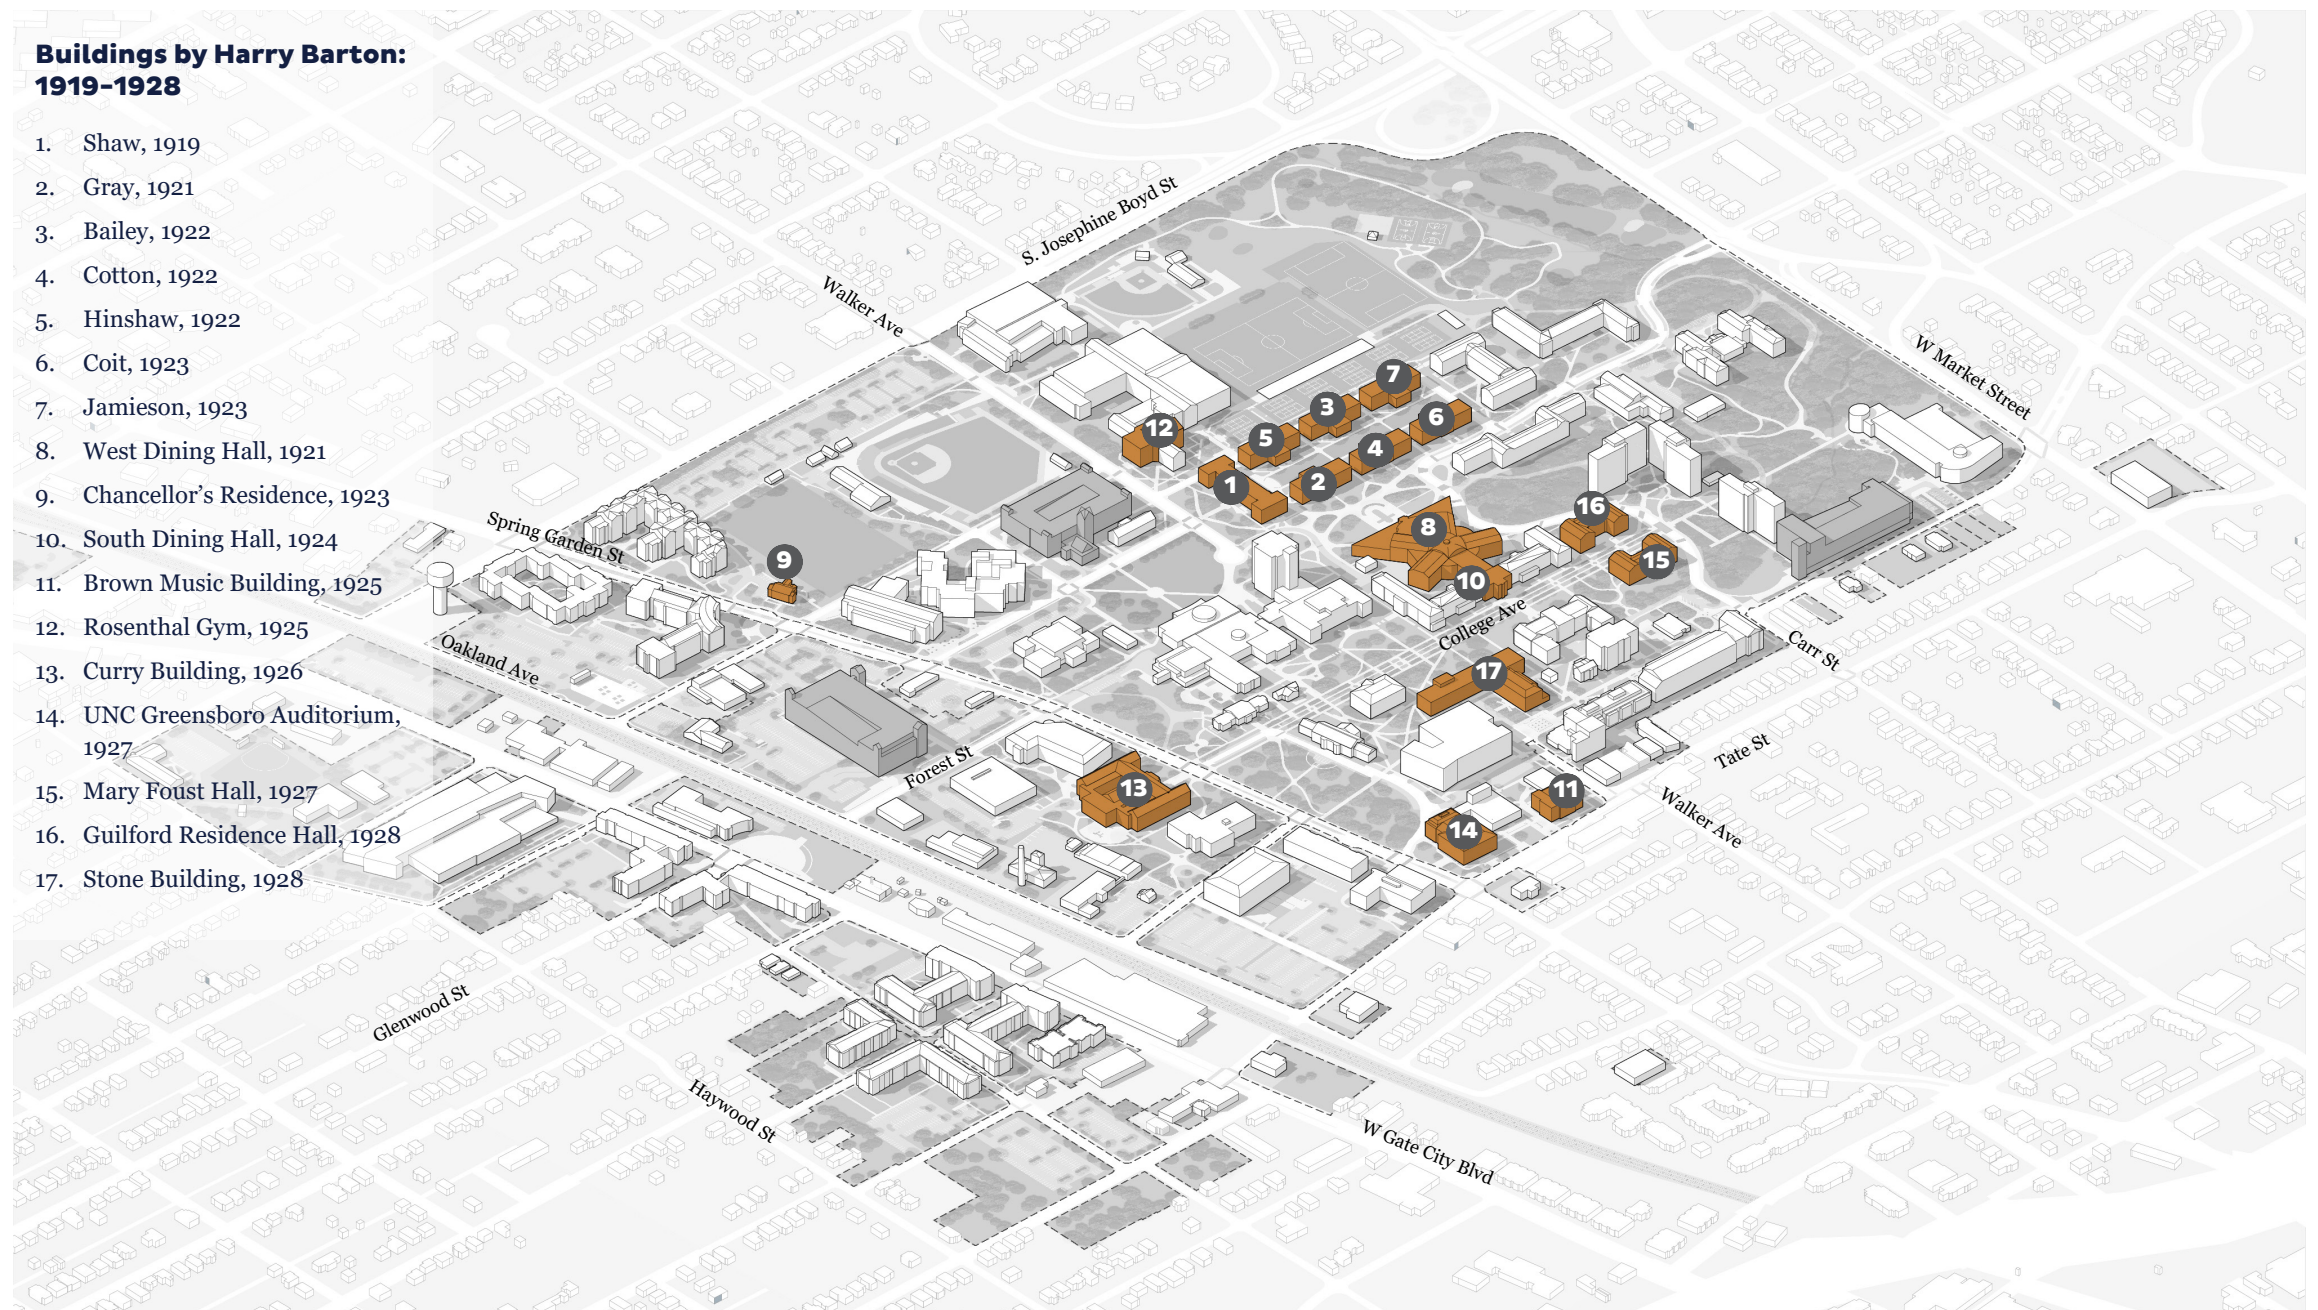 Buildings by Harry Barton:
1919–1928
1. Shaw, 1919
2. Gray, 1921
3. Bailey, 1922
4. Cotton, 1922
5. Hinshaw, 1922
6. Coit, 1923
7. Jamieson, 1923
8. West Dining Hall, 1921
9. Chancellor’s Residence, 1923
10. South Dining Hall, 1924
11. Brown Music Building, 1925
12. Rosenthal Gym, 1925
13. Curry Building, 1926
14. UNC Greensboro Auditorium,
1927
15. Mary Foust Hall, 1927
16. Guilford Residence Hall, 1928
17. Stone Building, 1928
S. Josephine Boyd St
Walker Ave
W Market Street
7
3
6
12
5
4
2
1
16
8
Spring Garden St
9
15
10
College Ave
Carr St
Oakland Ave
17
Tate St
Forest St
13
11
Walker Ave
14
Glenwood St
Haywood St
W Gate City Blvd